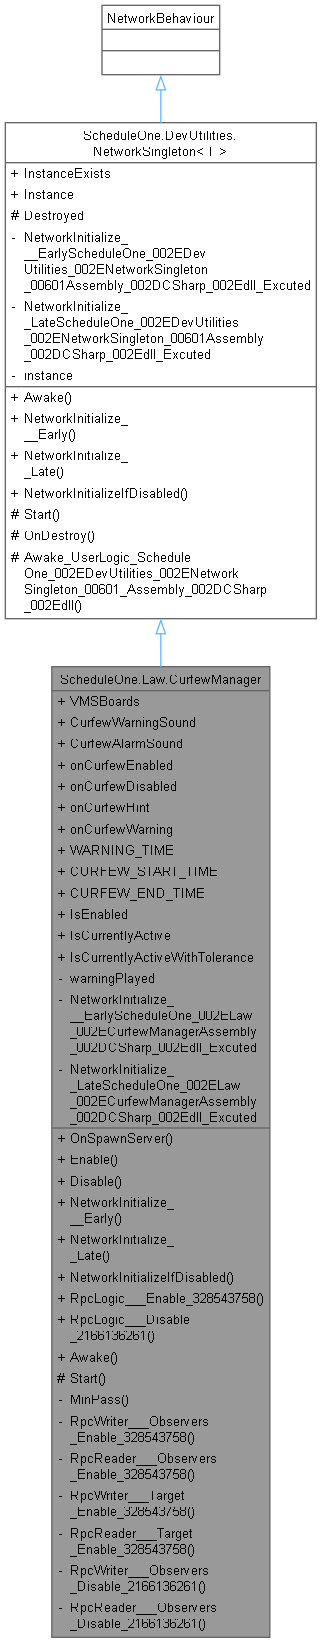 NetworkBehaviour
ScheduleOne.DevUtilities.
NetworkSingleton< T >
+ InstanceExists
+ Instance
# Destroyed
- NetworkInitialize_
__EarlyScheduleOne_002EDev
Utilities_002ENetworkSingleton
_00601Assembly_002DCSharp_002Edll_Excuted
- NetworkInitialize_
_LateScheduleOne_002EDevUtilities
_002ENetworkSingleton_00601Assembly
_002DCSharp_002Edll_Excuted
- instance
+ Awake()
+ NetworkInitialize_
__Early()
+ NetworkInitialize_
_Late()
+ NetworkInitializeIfDisabled()
# Start()
# OnDestroy()
# Awake_UserLogic_Schedule
One_002EDevUtilities_002ENetwork
Singleton_00601_Assembly_002DCSharp
_002Edll()
ScheduleOne.Law.CurfewManager
+ VMSBoards
+ CurfewWarningSound
+ CurfewAlarmSound
+ onCurfewEnabled
+ onCurfewDisabled
+ onCurfewHint
+ onCurfewWarning
+ WARNING_TIME
+ CURFEW_START_TIME
+ CURFEW_END_TIME
+ IsEnabled
+ IsCurrentlyActive
+ IsCurrentlyActiveWithTolerance
- warningPlayed
- NetworkInitialize_
__EarlyScheduleOne_002ELaw
_002ECurfewManagerAssembly
_002DCSharp_002Edll_Excuted
- NetworkInitialize_
_LateScheduleOne_002ELaw
_002ECurfewManagerAssembly
_002DCSharp_002Edll_Excuted
+ OnSpawnServer()
+ Enable()
+ Disable()
+ NetworkInitialize_
__Early()
+ NetworkInitialize_
_Late()
+ NetworkInitializeIfDisabled()
+ RpcLogic___Enable_328543758()
+ RpcLogic___Disable
_2166136261()
+ Awake()
# Start()
- MinPass()
- RpcWriter___Observers
_Enable_328543758()
- RpcReader___Observers
_Enable_328543758()
- RpcWriter___Target
_Enable_328543758()
- RpcReader___Target
_Enable_328543758()
- RpcWriter___Observers
_Disable_2166136261()
- RpcReader___Observers
_Disable_2166136261()